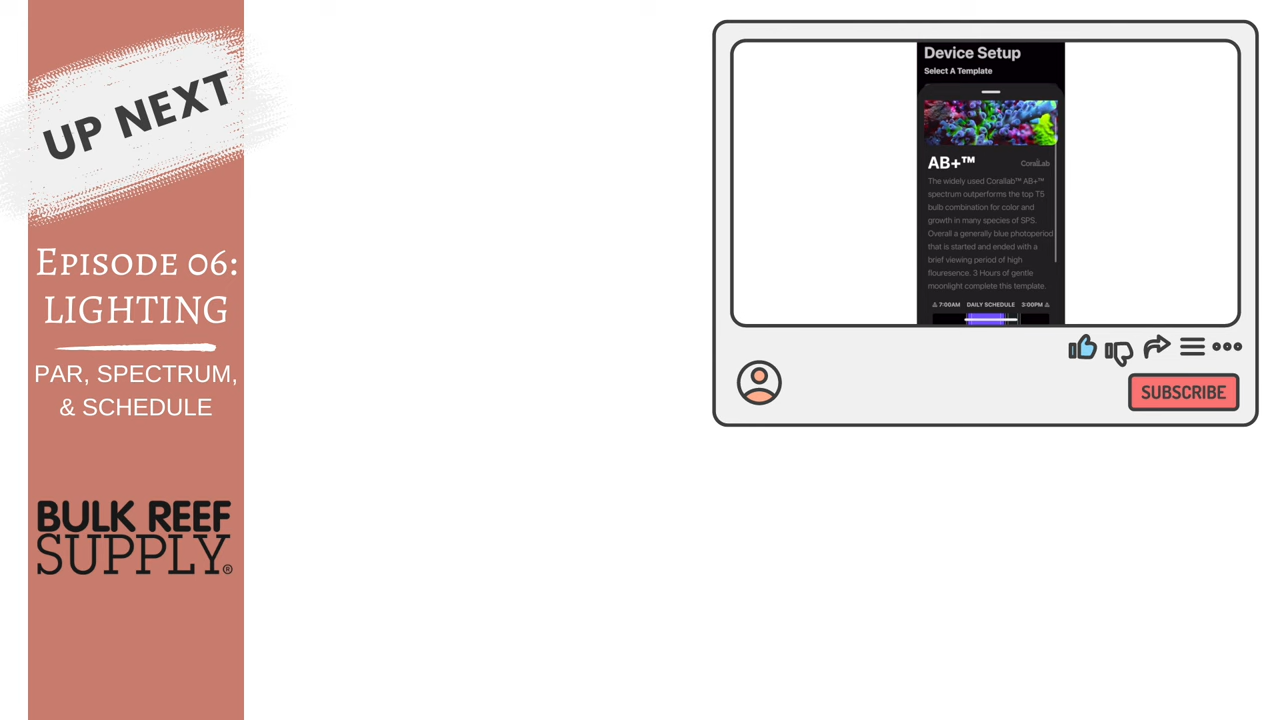 UP NEXT
Episode 06:
LIGHTING
PAR, SPECTRUM,
& SCHEDULE
BULK REEF
SUPPLY®
Device Setup
Select A Template
AB+™
CoralLab
The widely used Corallab™ AB+™
spectrum outperforms the top T5
bulb combination for color and
growth in many species of SPS.
Overall a generally blue photoperiod
that is started and ended with a
brief viewing period of high
flouresence. 3 Hours of gentle
moonlight complete this template.
7:00AM DAILY SCHEDULE 3:00PM
SUBSCRIBE